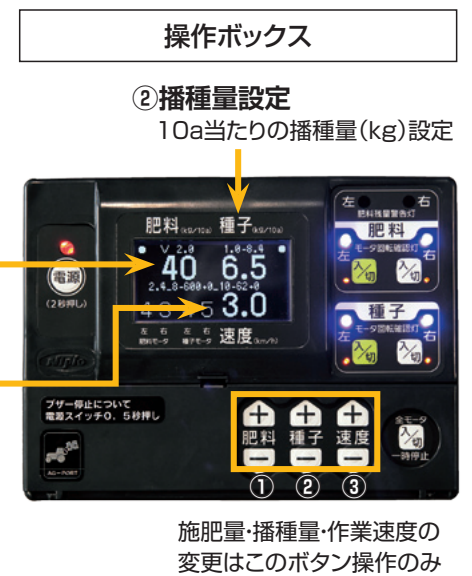 操作ボックス
②播種量設定
10a当たりの播種量(kg)設定
左 右
肥料残量警告灯
肥料
モータ回転確認灯
左 右
入/切 入/切
種子
モータ回転確認灯
左 右
入/切 入/切
肥料(kg/10a) 種子(kg/10a)
V 2.0 1.0-8.4
40 6.5
2.4_8-600+0_10-62+0
3.0
左 右 左 右
肥料モータ 種子モータ 速度(km/h)
電源
(2秒押し)
ブザー停止について
電源スイッチ0.5秒押し
AG-PORT
+ + +
肥料 種子 速度
- - -
① ② ③
全モータ
入/切
一時停止
施肥量・播種量・作業速度の
変更はこのボタン操作のみ